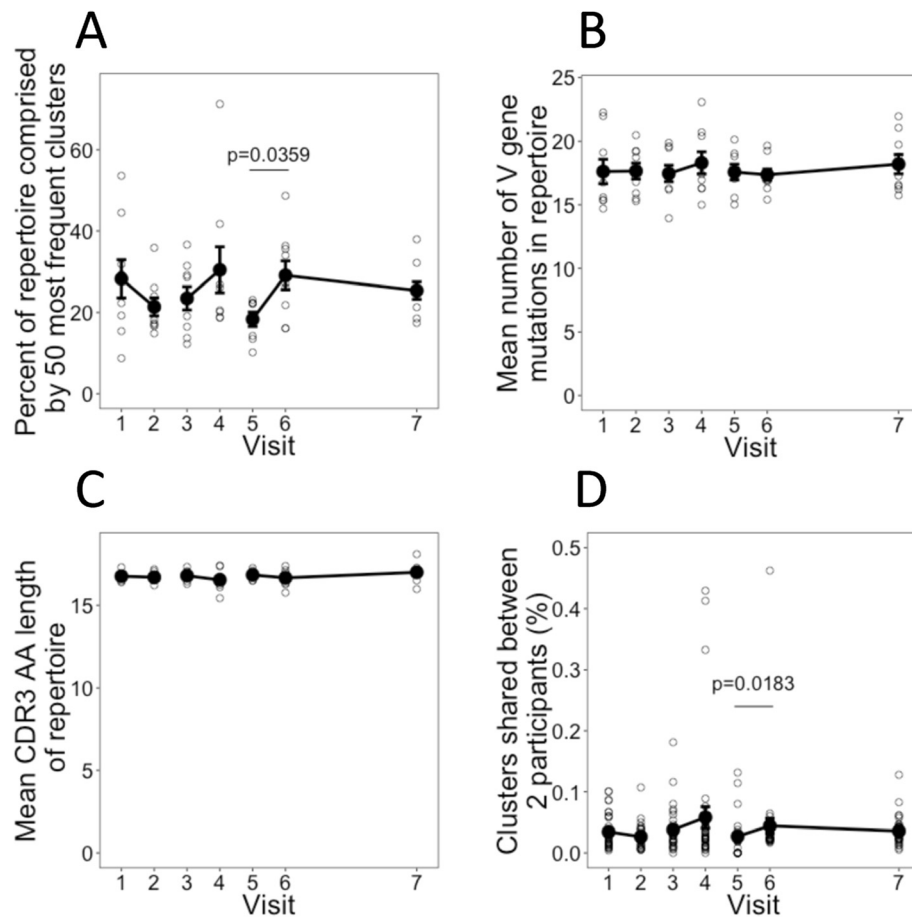 A
Percent of repertoire comprised
by 50 most frequent clusters
60
40
20
0
p=0.0359
1 2 3 4 5 6 7
Visit
B
Mean number of V gene
mutations in repertoire
25
20
15
10
5
0
1 2 3 4 5 6 7
Visit
C
Mean CDR3 AA length
of repertoire
15
10
5
0
1 2 3 4 5 6 7
Visit
D
Clusters shared between
2 participants (%)
0.5
0.4
0.3
0.2
0.1
0.0
p=0.0183
1 2 3 4 5 6 7
Visit